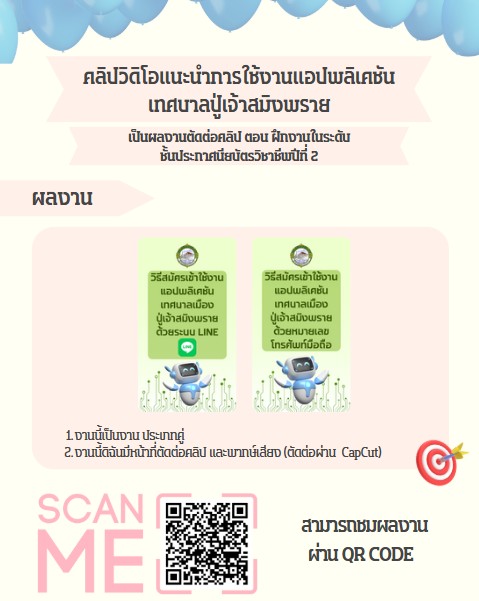 คลิปวิดิโอแนะนำการใช้งานแอปพลิเคชัน
เทศบาลปู่เจ้าสมิงพราย
เป็นผลงานตัดต่อคลิป ตอน ฝึกงานในระดับ
ชั้นประกาศนียบัตรวิชาชีพปีที่ 2
ผลงาน
วิธีสมัครเข้าใช้งาน
แอปพลิเคชัน
เทศบาลเมือง
ปู่เจ้าสมิงพราย
ด้วยระบบ LINE
LINE
วิธีสมัครเข้าใช้งาน
แอปพลิเคชัน
เทศบาลเมือง
ปู่เจ้าสมิงพราย
ด้วยหมายเลข
โทรศัพท์มือถือ
1.งานนี้เป็นงาน ประเภทคู่
2.งานนี้ดิฉันมีหน้าที่ตัดต่อคลิป และพากย์เสียง (ตัดต่อผ่าน CapCut)
SCAN
ME
สามารถชมผลงาน
ผ่าน QR CODE